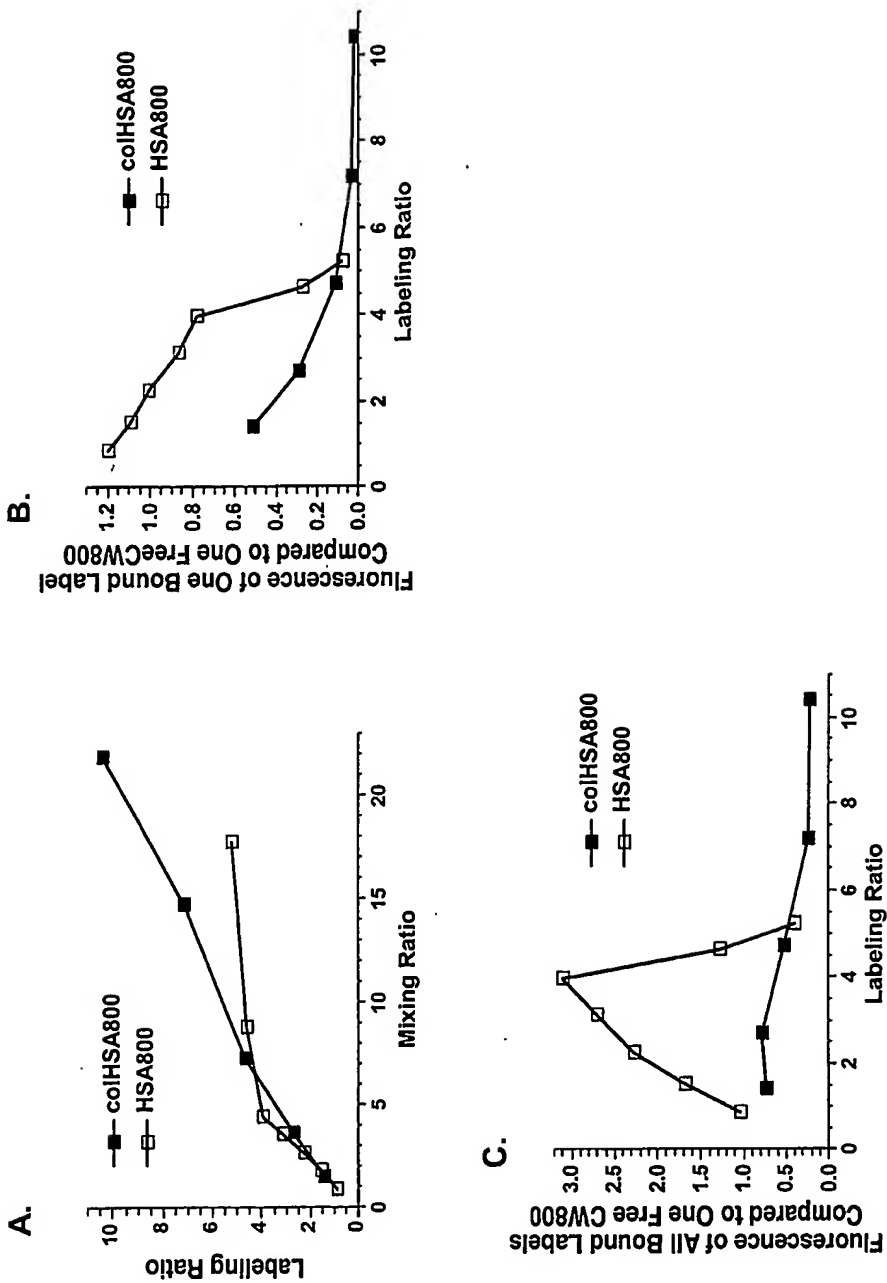 A.
colHSA800
HSA800
Labeling Ratio
10
8
6
4
2
0
0
5
10
15
20
Mixing Ratio
B.
colHSA800
HSA800
Fluorescence of One Bound Label
Compared to One FreeCW800
1.2
1.0
0.8
0.6
0.4
0.2
0.0
0
2
4
6
8
10
Labeling Ratio
C.
colHSA800
HSA800
Fluorescence of All Bound Labels
Compared to One Free CW800
3.0
2.5
2.0
1.5
1.0
0.5
0.0
0
2
4
6
8
10
Labeling Ratio